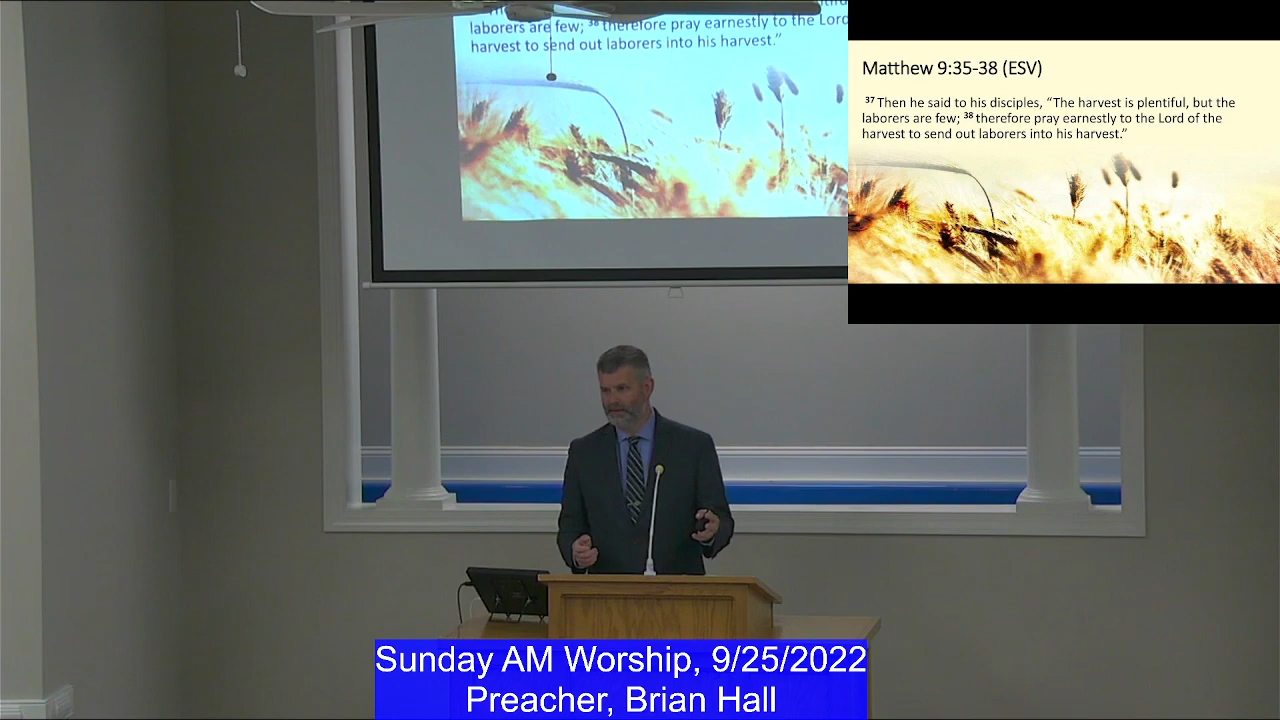 laborers are few; 38 therefore pray earnestly to the Lord
harvest to send out laborers into his harvest.”
Matthew 9:35-38 (ESV)
37 Then he said to his disciples, “The harvest is plentiful, but the
laborers are few; 38 therefore pray earnestly to the Lord of the
harvest to send out laborers into his harvest.”
Sunday AM Worship, 9/25/2022
Preacher, Brian Hall